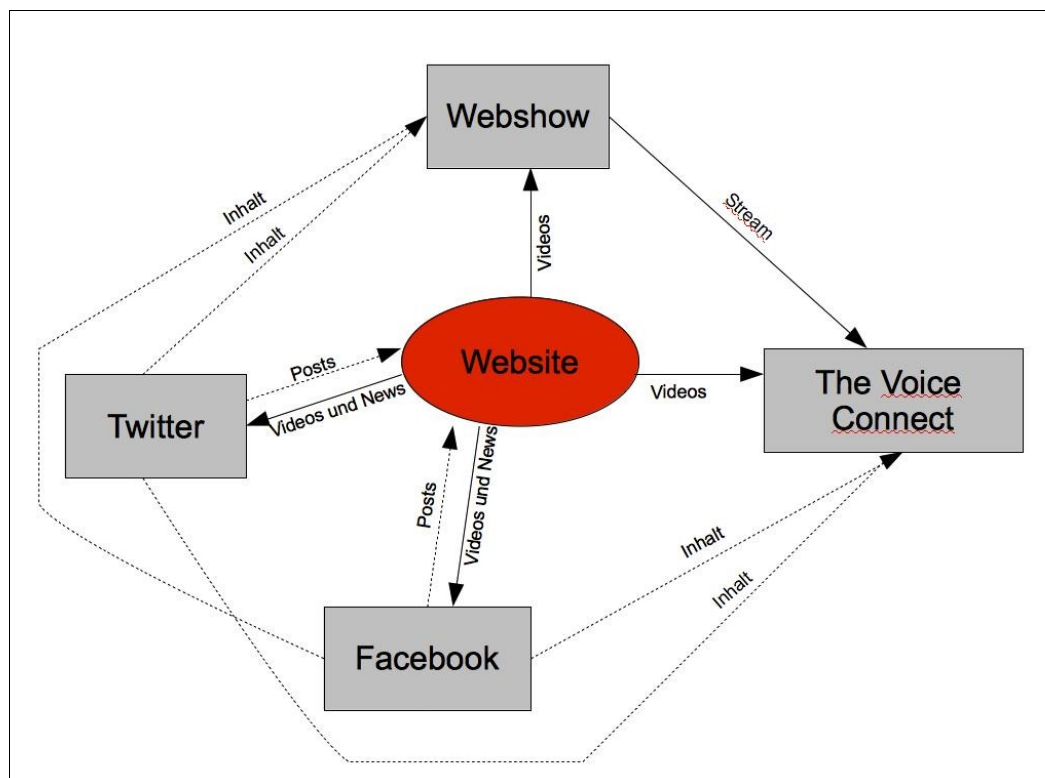 Webshow
Inhalt
Inhalt
Stream
Videos
Website
Posts
Videos und News
Videos
The Voice
Connect
Twitter
Posts
Videos und News
Inhalt
Inhalt
Facebook